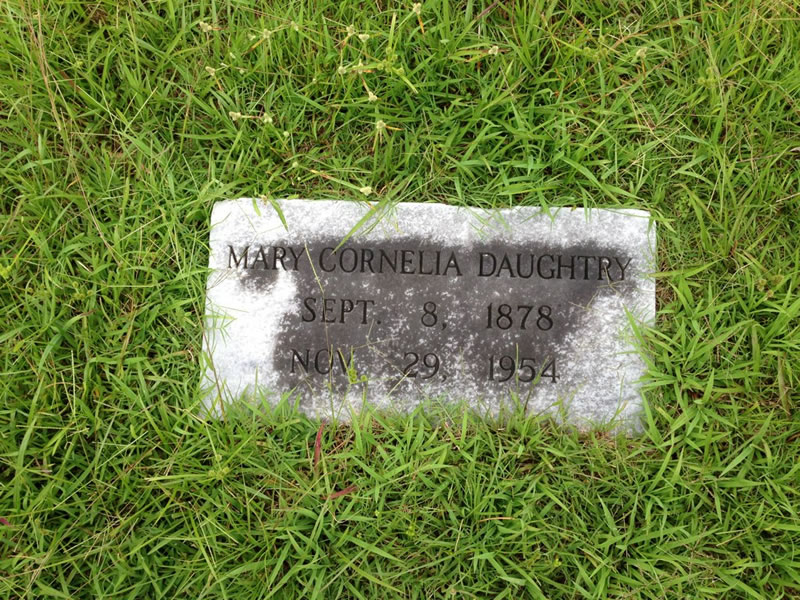 MARY CORNELIA DAUGHTRY
SEPT. 8, 1878
NOV. 29, 1954